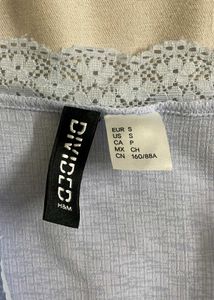 DIVIDED
H&M
EUR S
US S
CA P
MX CH
CN 160/88A